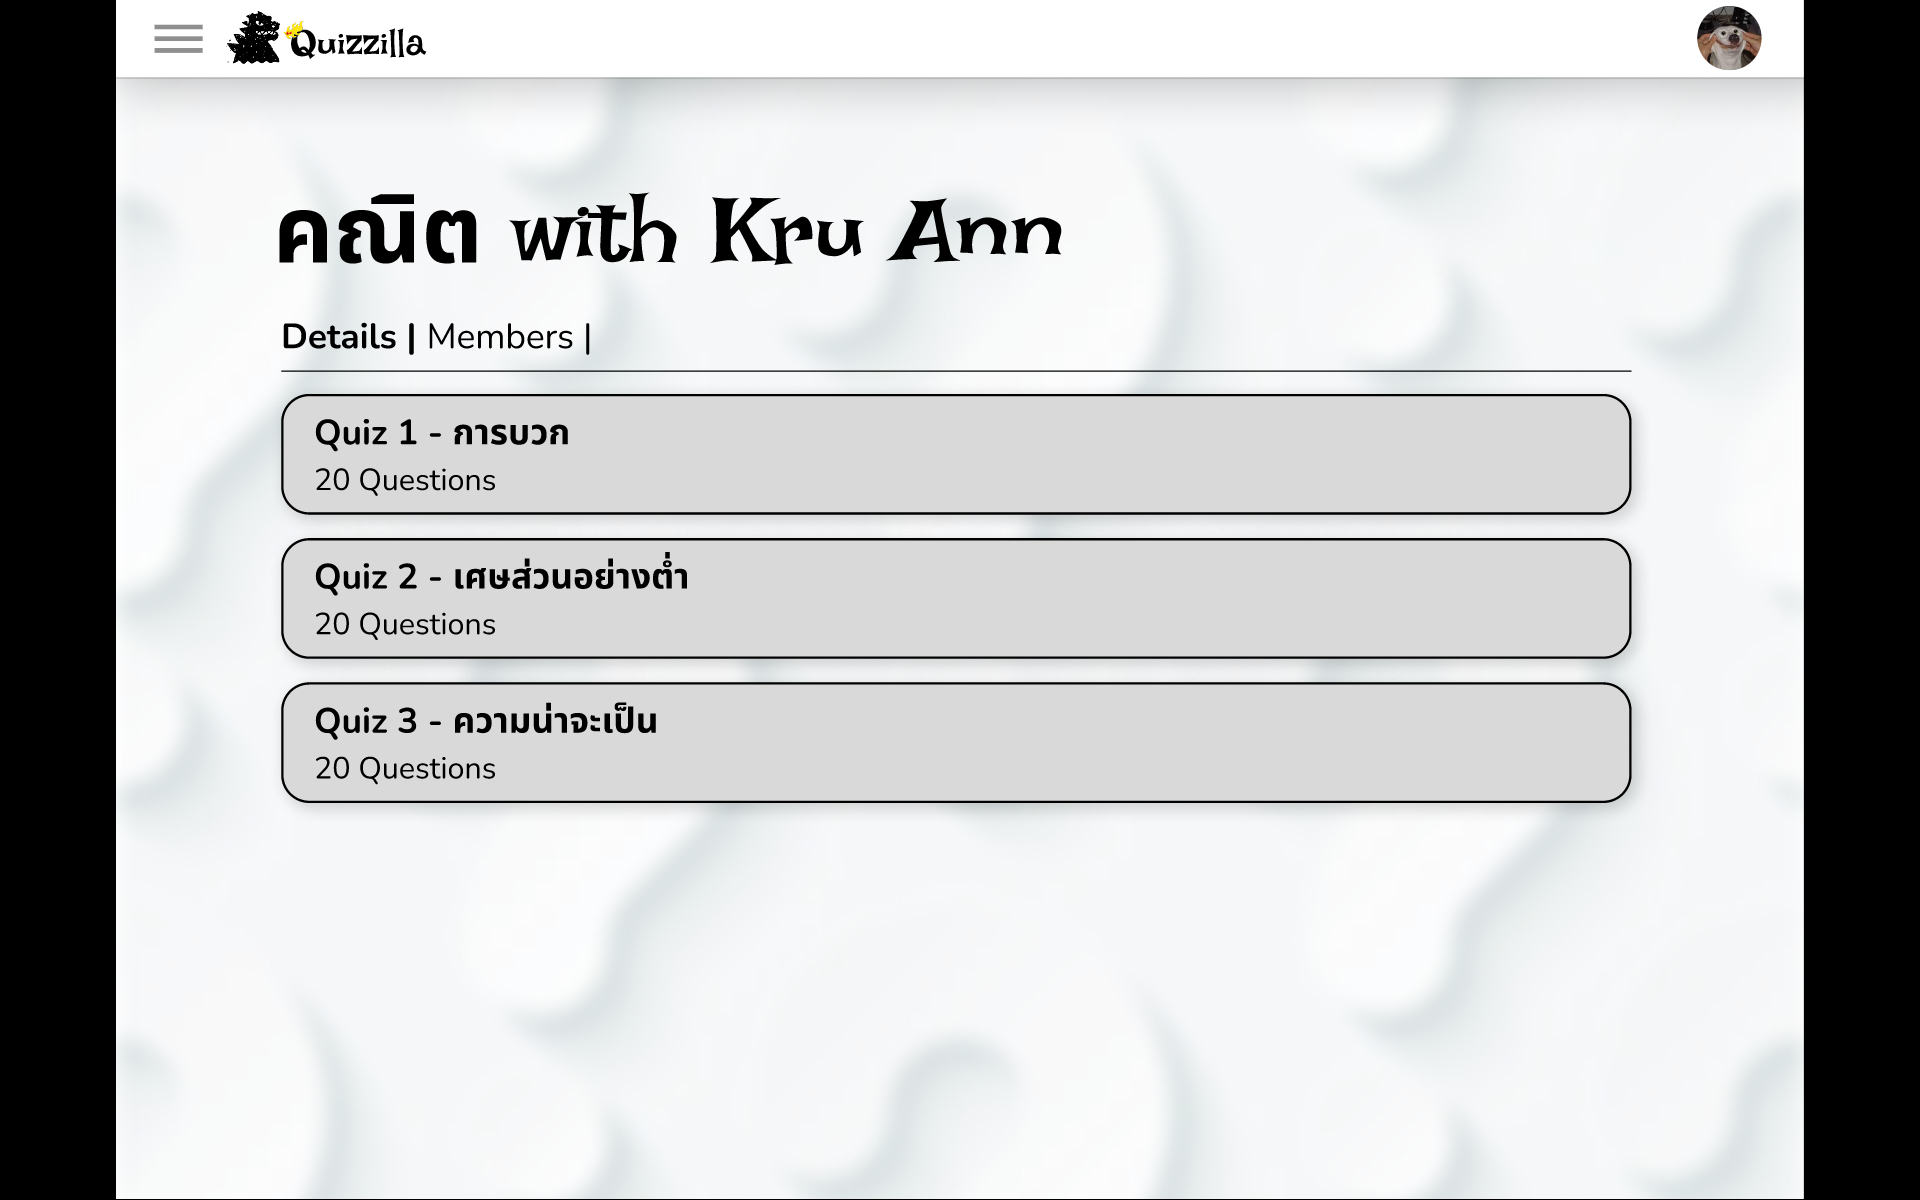 Quizzilla
คณิต with Kru Ann
Details | Members |
Quiz 1 - การบวก
20 Questions
Quiz 2 - เศษส่วนอย่างต่ำ
20 Questions
Quiz 3 - ความน่าจะเป็น
20 Questions